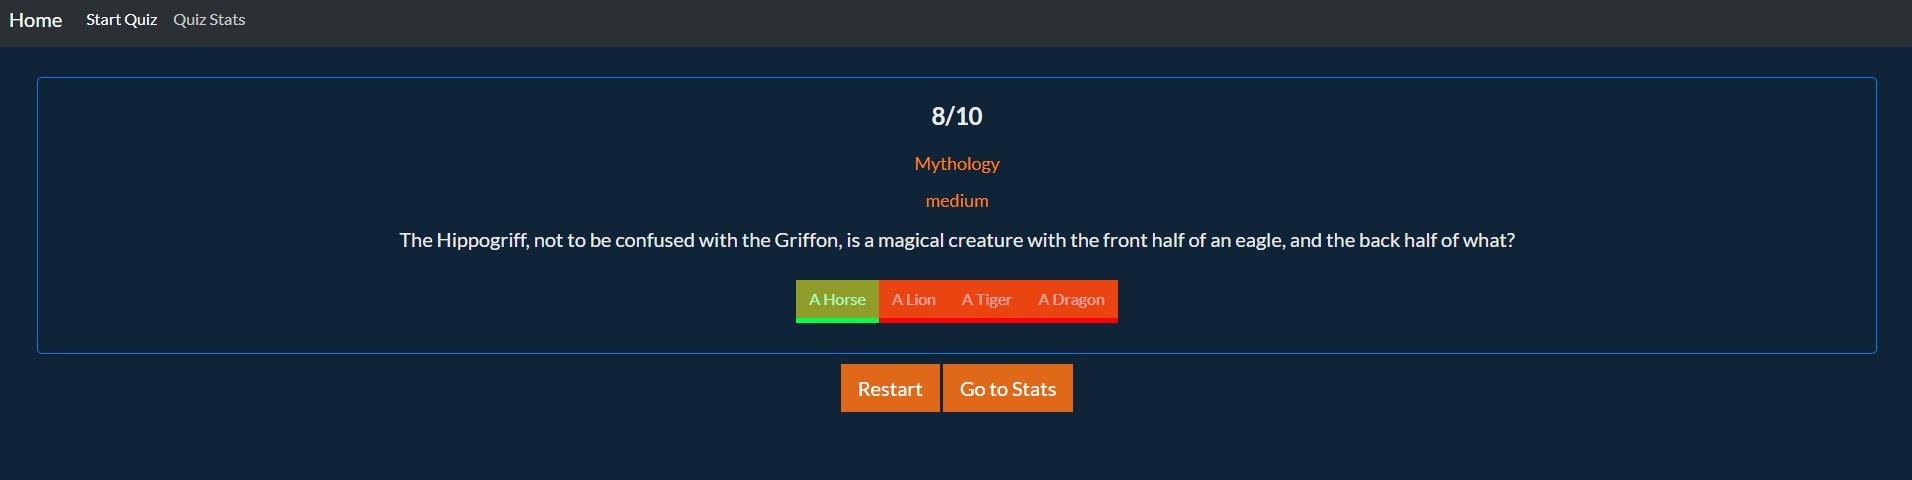 Home Start Quiz Quiz Stats
8/10
Mythology
medium
The Hippogriff, not to be confused with the Griffon, is a magical creature with the front half of an eagle, and the back half of what?
A Horse A Lion A Tiger A Dragon
Restart Go to Stats